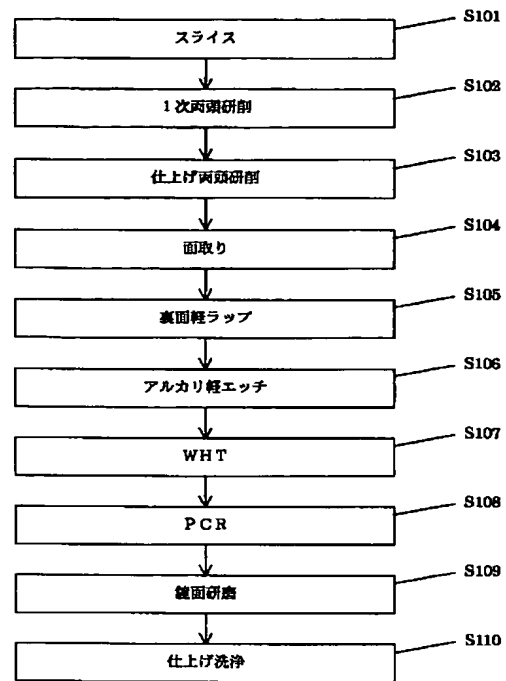 スライス
S101
1次両頭研削
S102
仕上げ両頭研削
S103
面取り
S104
裏面軽ラップ
S105
アルカリ軽エッチ
S106
WHT
S107
PCR
S108
鏡面研磨
S109
仕上げ洗浄
S110